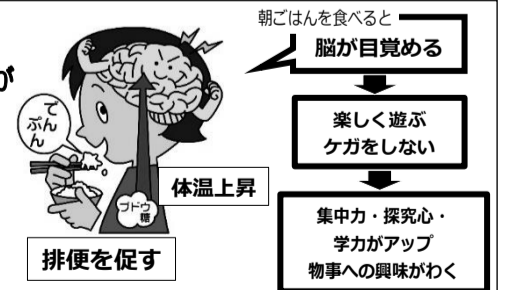 が
朝ごはんを食べると
脳が目覚める
楽しく遊ぶ
ケガをしない
集中力・探究心・
学力がアップ
物事への興味がわく
でん
ぷん
ブドウ
糖
体温上昇
排便を促す